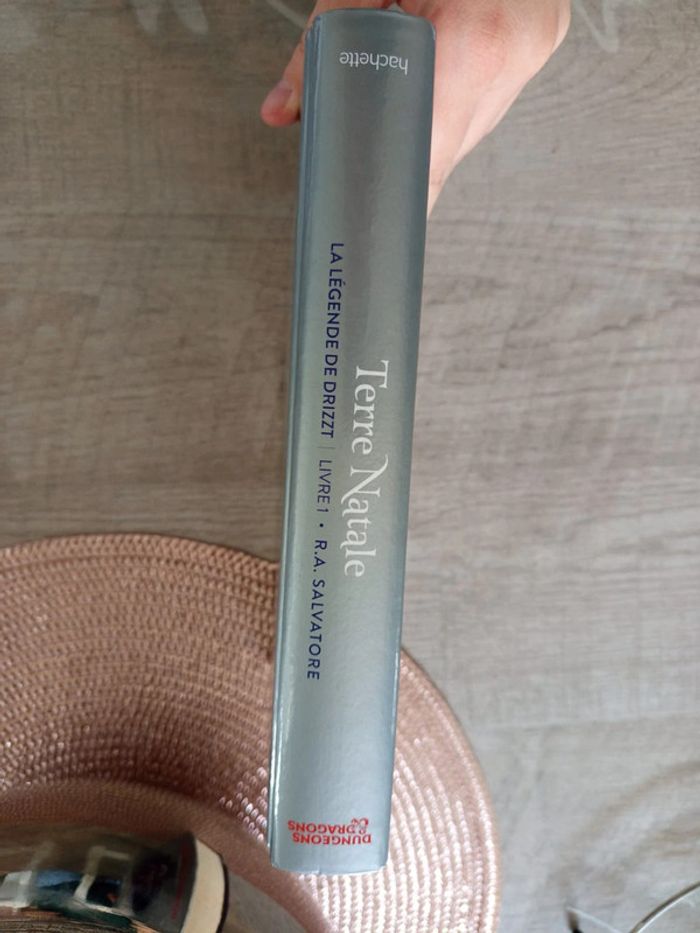 hachette
Terre Natale
LA LÉGENDE DE DRIZZT | LIVRE 1 • R.A. SALVATORE
DUNGEONS
& DRAGONS